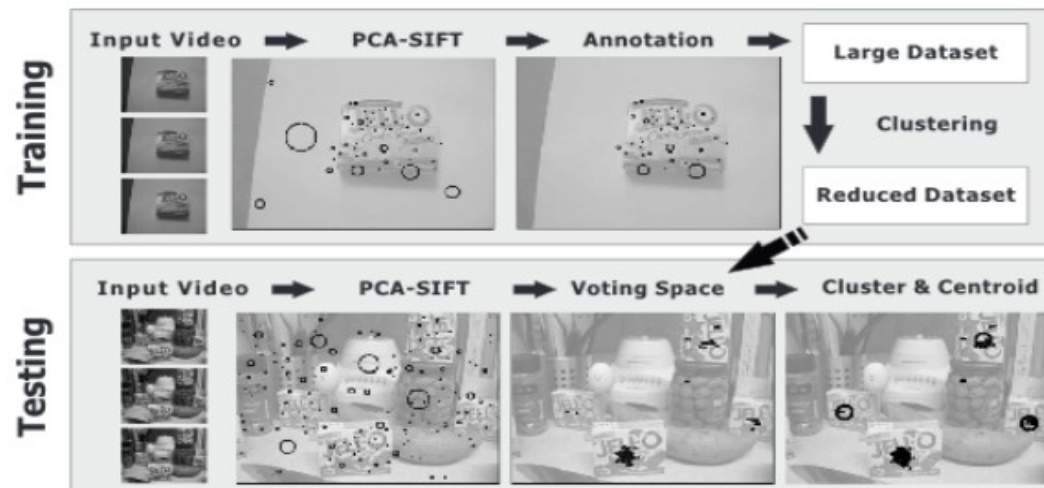 Training
Input Video
PCA-SIFT
Annotation
Large Dataset
Clustering
Reduced Dataset
Testing
Input Video
PCA-SIFT
Voting Space
Cluster & Centroid
JELLO